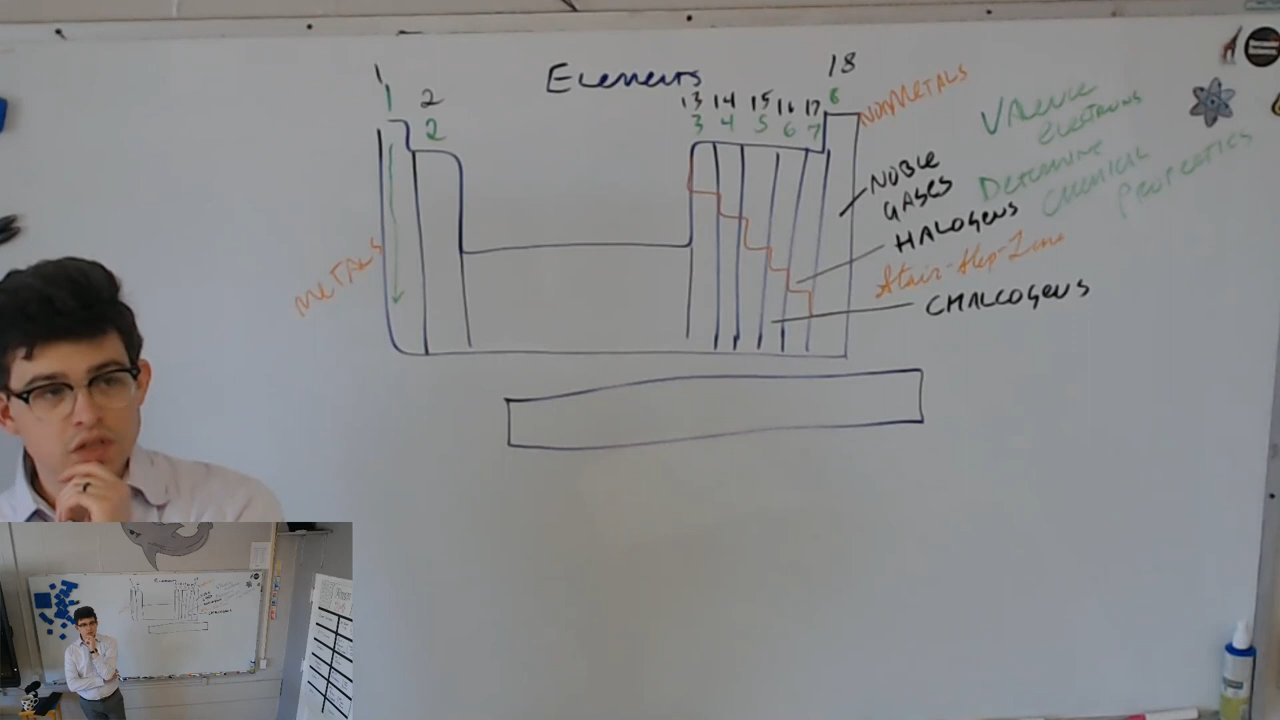 Elements
1
2
13 14 15 16 17
18
1
2
3 4 5 6 7
8
NonMetals
Metals
Valence
electrons
Determine
Chemical
Properties
Noble
Gases
Halogens
Stair-Step-Line
Chalcogens